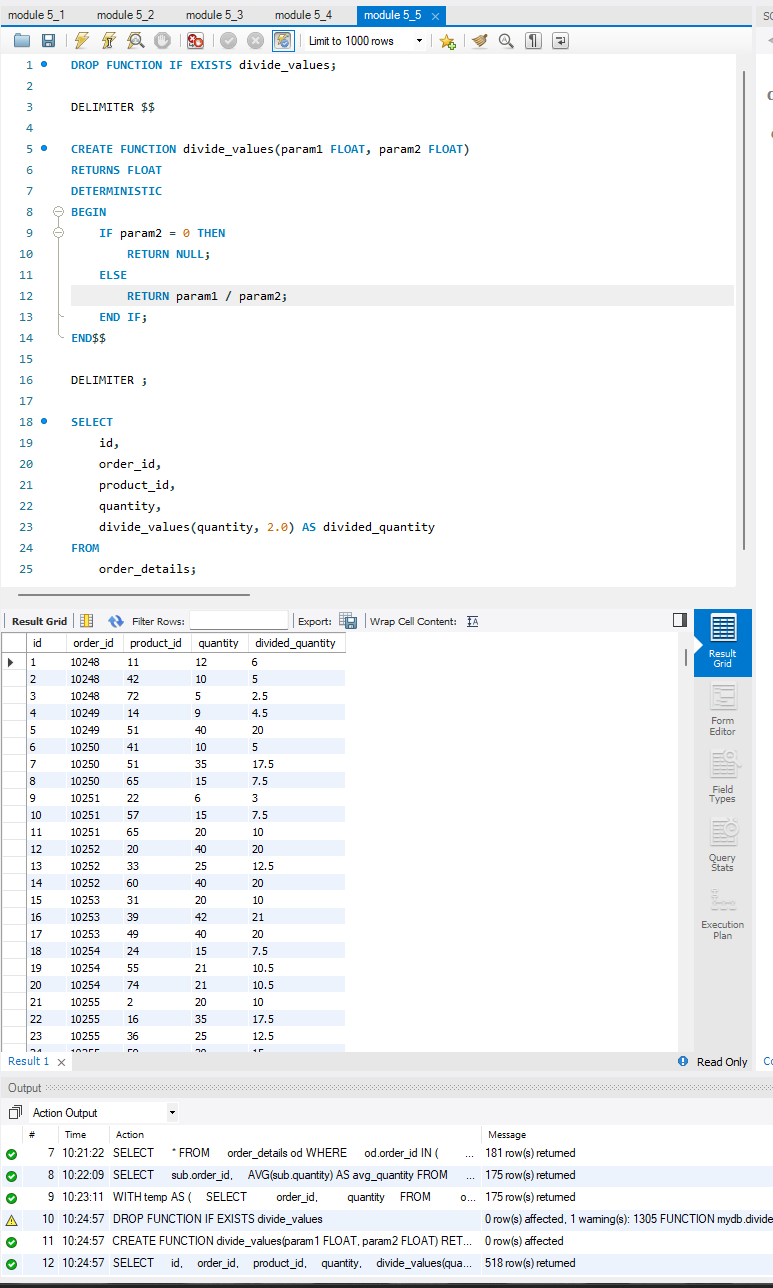 module 5_1 module 5_2 module 5_3 module 5_4 module 5_5
Limit to 1000 rows
1 DROP FUNCTION IF EXISTS divide_values;
2
3 DELIMITER $$
4
5 CREATE FUNCTION divide_values(param1 FLOAT, param2 FLOAT)
6 RETURNS FLOAT
7 DETERMINISTIC
8 BEGIN
9 IF param2 = 0 THEN
10 RETURN NULL;
11 ELSE
12 RETURN param1 / param2;
13 END IF;
14 END$$
15
16 DELIMITER ;
17
18 SELECT
19 id,
20 order_id,
21 product_id,
22 quantity,
23 divide_values(quantity, 2.0) AS divided_quantity
24 FROM
25 order_details;
Result Grid Filter Rows: Export: Wrap Cell Content:
id order_id product_id quantity divided_quantity
1 10248 11 12 6
2 10248 42 10 5
3 10248 72 5 2.5
4 10249 14 9 4.5
5 10249 51 40 20
6 10250 41 10 5
7 10250 51 35 17.5
8 10250 65 15 7.5
9 10251 22 6 3
10 10251 57 15 7.5
11 10251 65 20 10
12 10252 20 40 20
13 10252 33 25 12.5
14 10252 60 40 20
15 10253 31 20 10
16 10253 39 42 21
17 10253 49 40 20
18 10254 24 15 7.5
19 10254 55 21 10.5
20 10254 74 21 10.5
21 10255 2 20 10
22 10255 16 35 17.5
23 10255 36 25 12.5
Result
Grid
Form
Editor
Field
Types
Query
Stats
Execution
Plan
Result 1
Read Only
Output
Action Output
# Time Action Message
7 10:21:22 SELECT * FROM order_details od WHERE od.order_id IN ( ... 181 row(s) returned
8 10:22:09 SELECT sub.order_id, AVG(sub.quantity) AS avg_quantity FROM ... 175 row(s) returned
9 10:23:11 WITH temp AS ( SELECT order_id, quantity FROM o... 175 row(s) returned
10 10:24:57 DROP FUNCTION IF EXISTS divide_values 0 row(s) affected, 1 warning(s): 1305 FUNCTION mydb.divide
11 10:24:57 CREATE FUNCTION divide_values(param1 FLOAT, param2 FLOAT) RET... 0 row(s) affected
12 10:24:57 SELECT id, order_id, product_id, quantity, divide_values(qua... 518 row(s) returned